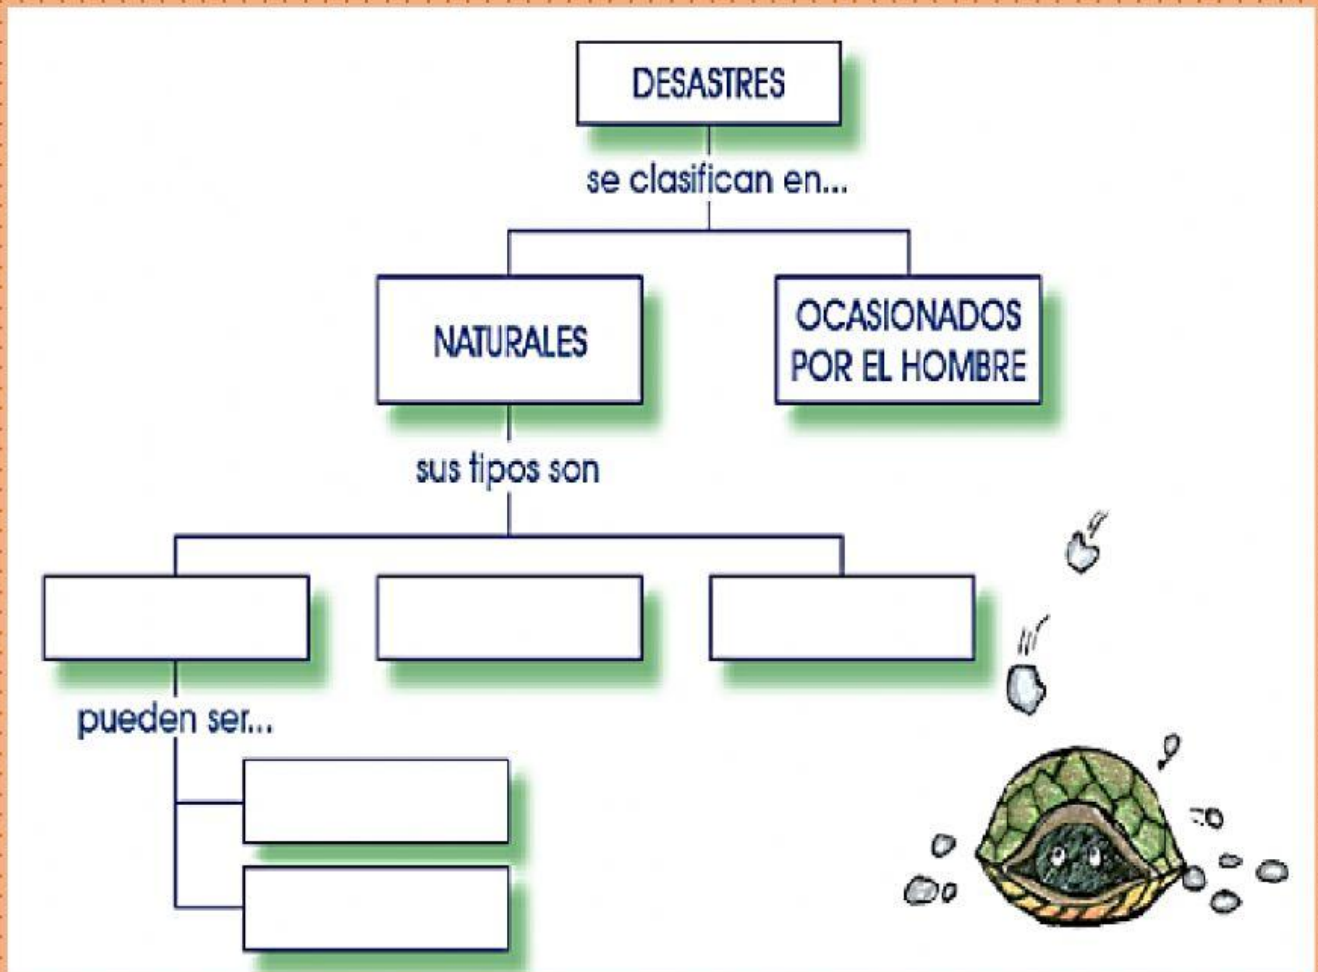 DESASTRES
se clasifican en...
NATURALES
OCASIONADOS
POR EL HOMBRE
sus tipos son
pueden ser...